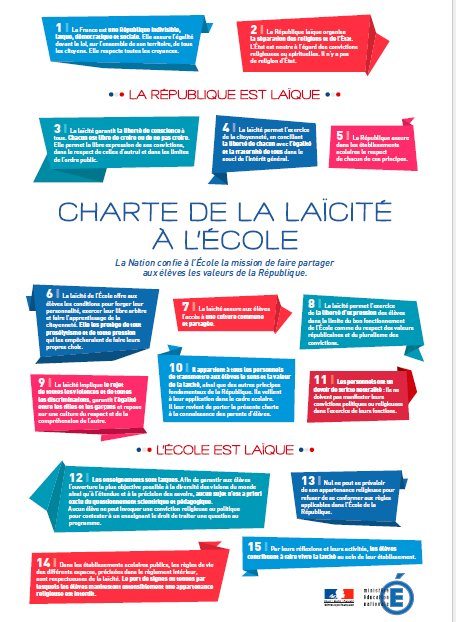 1 | La France est une République indivisible,
laïque, démocratique et sociale. Elle assure l'égalité
devant la loi, sur l'ensemble de son territoire, de tous
les citoyens. Elle respecte toutes les croyances.
2 | La République laïque organise
la séparation des religions et de l'État.
L'État est neutre à l'égard des convictions
religieuses ou spirituelles. Il n'y a pas
de religion d'État.
LA RÉPUBLIQUE EST LAÏQUE
3 | La laïcité garantit la liberté de conscience à
tous. Chacun est libre de croire ou de ne pas croire.
Elle permet la libre expression de ses convictions,
dans le respect de celles d'autrui et dans les limites
de l'ordre public.
4 | La laïcité permet l'exercice
de la citoyenneté, en conciliant
la liberté de chacun avec l'égalité
et la fraternité de tous dans le
souci de l'intérêt général.
5 | La République assure
dans les établissements
scolaires le respect
de chacun de ces principes.
CHARTE DE LA LAÏCITÉ
À L'ÉCOLE
La Nation confie à l'École la mission de faire partager
aux élèves les valeurs de la République.
6 | La laïcité de l'École offre aux
élèves les conditions pour forger leur
personnalité, exercer leur libre arbitre
et faire l'apprentissage de la
citoyenneté. Elle les protège de tout
prosélytisme et de toute pression
qui les empêcheraient de faire leurs
propres choix.
7 | La laïcité assure aux élèves
l'accès à une culture commune
et partagée.
8 | La laïcité permet l'exercice
de la liberté d'expression des élèves
dans la limite du bon fonctionnement
de l'École comme du respect des valeurs
républicaines et du pluralisme des
convictions.
9 | La laïcité implique le rejet
de toutes les violences et de toutes
les discriminations, garantit l'égalité
entre les filles et les garçons et repose
sur une culture du respect et de la
compréhension de l'autre.
10 | Il appartient à tous les personnels
de transmettre aux élèves le sens et la valeur
de la laïcité, ainsi que des autres principes
fondamentaux de la République. Ils veillent
à leur application dans le cadre scolaire.
Il leur revient de porter la présente charte
à la connaissance des parents d'élèves.
11 | Les personnels ont un
devoir de stricte neutralité : ils ne
doivent pas manifester leurs
convictions politiques ou religieuses
dans l'exercice de leurs fonctions.
L'ÉCOLE EST LAÏQUE
12 | Les enseignements sont laïques. Afin de garantir aux élèves
l'ouverture la plus objective possible à la diversité des visions du monde
ainsi qu'à l'étendue et à la précision des savoirs, aucun sujet n'est a priori
exclu du questionnement scientifique et pédagogique.
Aucun élève ne peut invoquer une conviction religieuse ou politique
pour contester à un enseignant le droit de traiter une question au
programme.
13 | Nul ne peut se prévaloir
de son appartenance religieuse pour
refuser de se conformer aux règles
applicables dans l'École de la
République.
14 | Dans les établissements scolaires publics, les règles de vie
des différents espaces, précisées dans le règlement intérieur,
sont respectueuses de la laïcité. Le port de signes ou tenues par
lesquels les élèves manifestent ostensiblement une appartenance
religieuse est interdit.
15 | Par leurs réflexions et leurs activités, les élèves
contribuent à faire vivre la laïcité au sein de leur établissement.
RÉPUBLIQUE FRANÇAISE
ministère
éducation
nationale